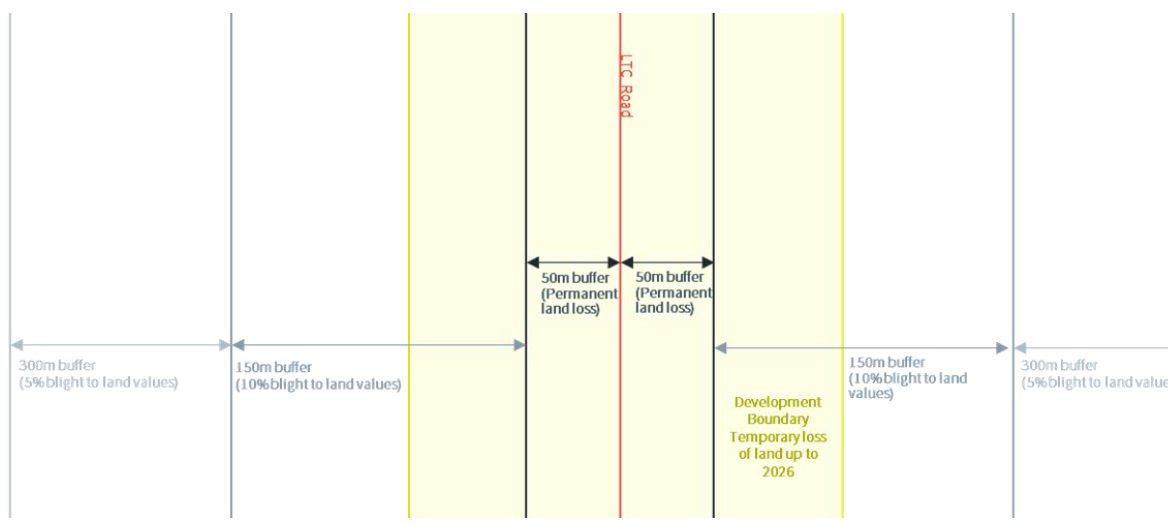 LTC Road
50m buffer
(Permanent
land loss)
50m buffer
(Permanent
land loss)
300m buffer
(5% blight to land values)
150m buffer
(10% blight to land values)
150m buffer
(10% blight to land
values)
300m buffer
(5% blight to land value
Development
Boundary
Temporary loss
of land up to
2026